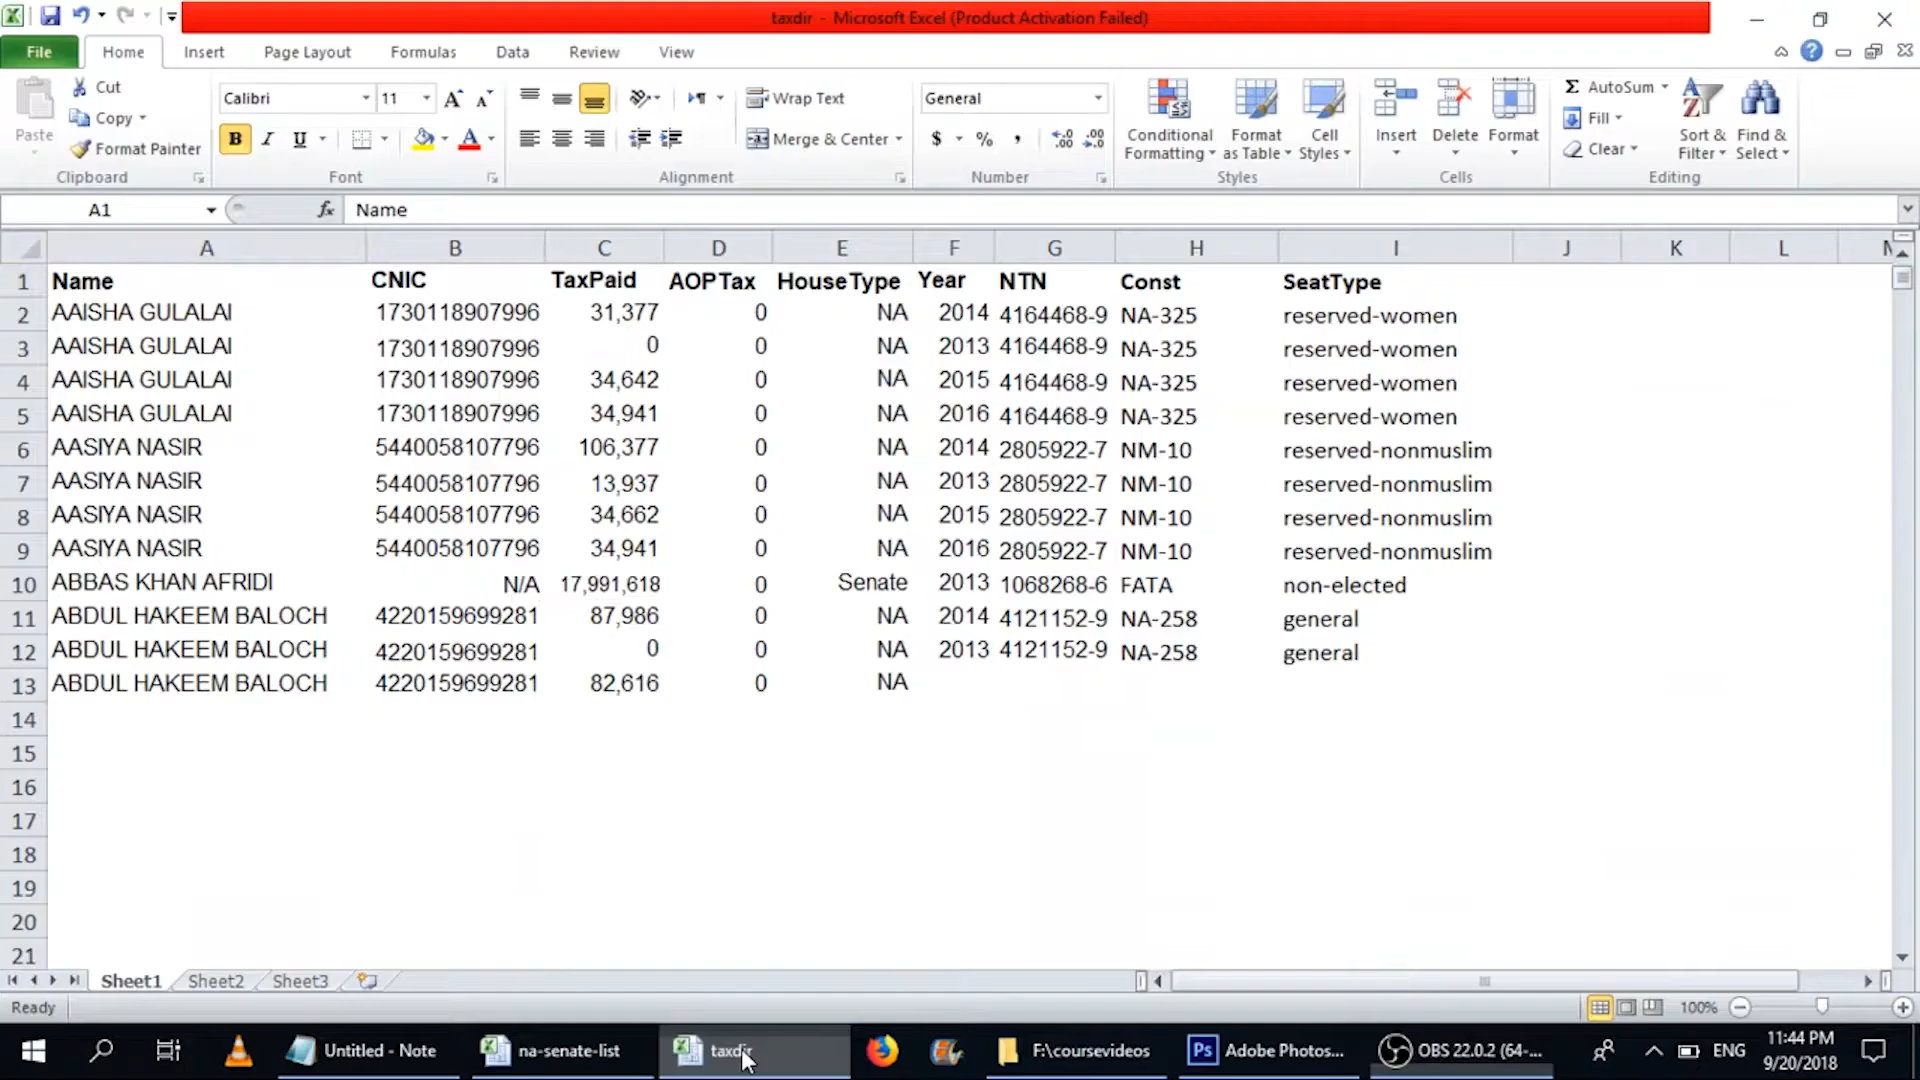 taxdir - Microsoft Excel (Product Activation Failed)
File Home Insert Page Layout Formulas Data Review View
Cut
Copy
Format Painter
Paste
Clipboard
Calibri 11 A A
B I U A
Font
Wrap Text
Merge & Center
Alignment
General
$ % , .00 .00
Number
Conditional Formatting
Format as Table
Cell Styles
Styles
Insert Delete Format
Cells
Σ AutoSum
Fill
Clear
Sort & Filter
Find & Select
Editing
A1 fx Name
A B C D E F G H I J K L
1 Name CNIC TaxPaid AOPTax HouseType Year NTN Const SeatType
2 AAISHA GULALAI 1730118907996 31,377 0 NA 2014 4164468-9 NA-325 reserved-women
3 AAISHA GULALAI 1730118907996 0 0 NA 2013 4164468-9 NA-325 reserved-women
4 AAISHA GULALAI 1730118907996 34,642 0 NA 2015 4164468-9 NA-325 reserved-women
5 AAISHA GULALAI 1730118907996 34,941 0 NA 2016 4164468-9 NA-325 reserved-women
6 AASIYA NASIR 5440058107796 106,377 0 NA 2014 2805922-7 NM-10 reserved-nonmuslim
7 AASIYA NASIR 5440058107796 13,937 0 NA 2013 2805922-7 NM-10 reserved-nonmuslim
8 AASIYA NASIR 5440058107796 34,662 0 NA 2015 2805922-7 NM-10 reserved-nonmuslim
9 AASIYA NASIR 5440058107796 34,941 0 NA 2016 2805922-7 NM-10 reserved-nonmuslim
10 ABBAS KHAN AFRIDI N/A 17,991,618 0 Senate 2013 1068268-6 FATA non-elected
11 ABDUL HAKEEM BALOCH 4220159699281 87,986 0 NA 2014 4121152-9 NA-258 general
12 ABDUL HAKEEM BALOCH 4220159699281 0 0 NA 2013 4121152-9 NA-258 general
13 ABDUL HAKEEM BALOCH 4220159699281 82,616 0 NA
14
15
16
17
18
19
20
21
Sheet1 Sheet2 Sheet3
Ready 100%
Untitled - Note na-senate-list taxdir F:\coursevideos Ps Adobe Photos... OBS 22.0.2 (64-... ENG 11:44 PM
9/20/2018